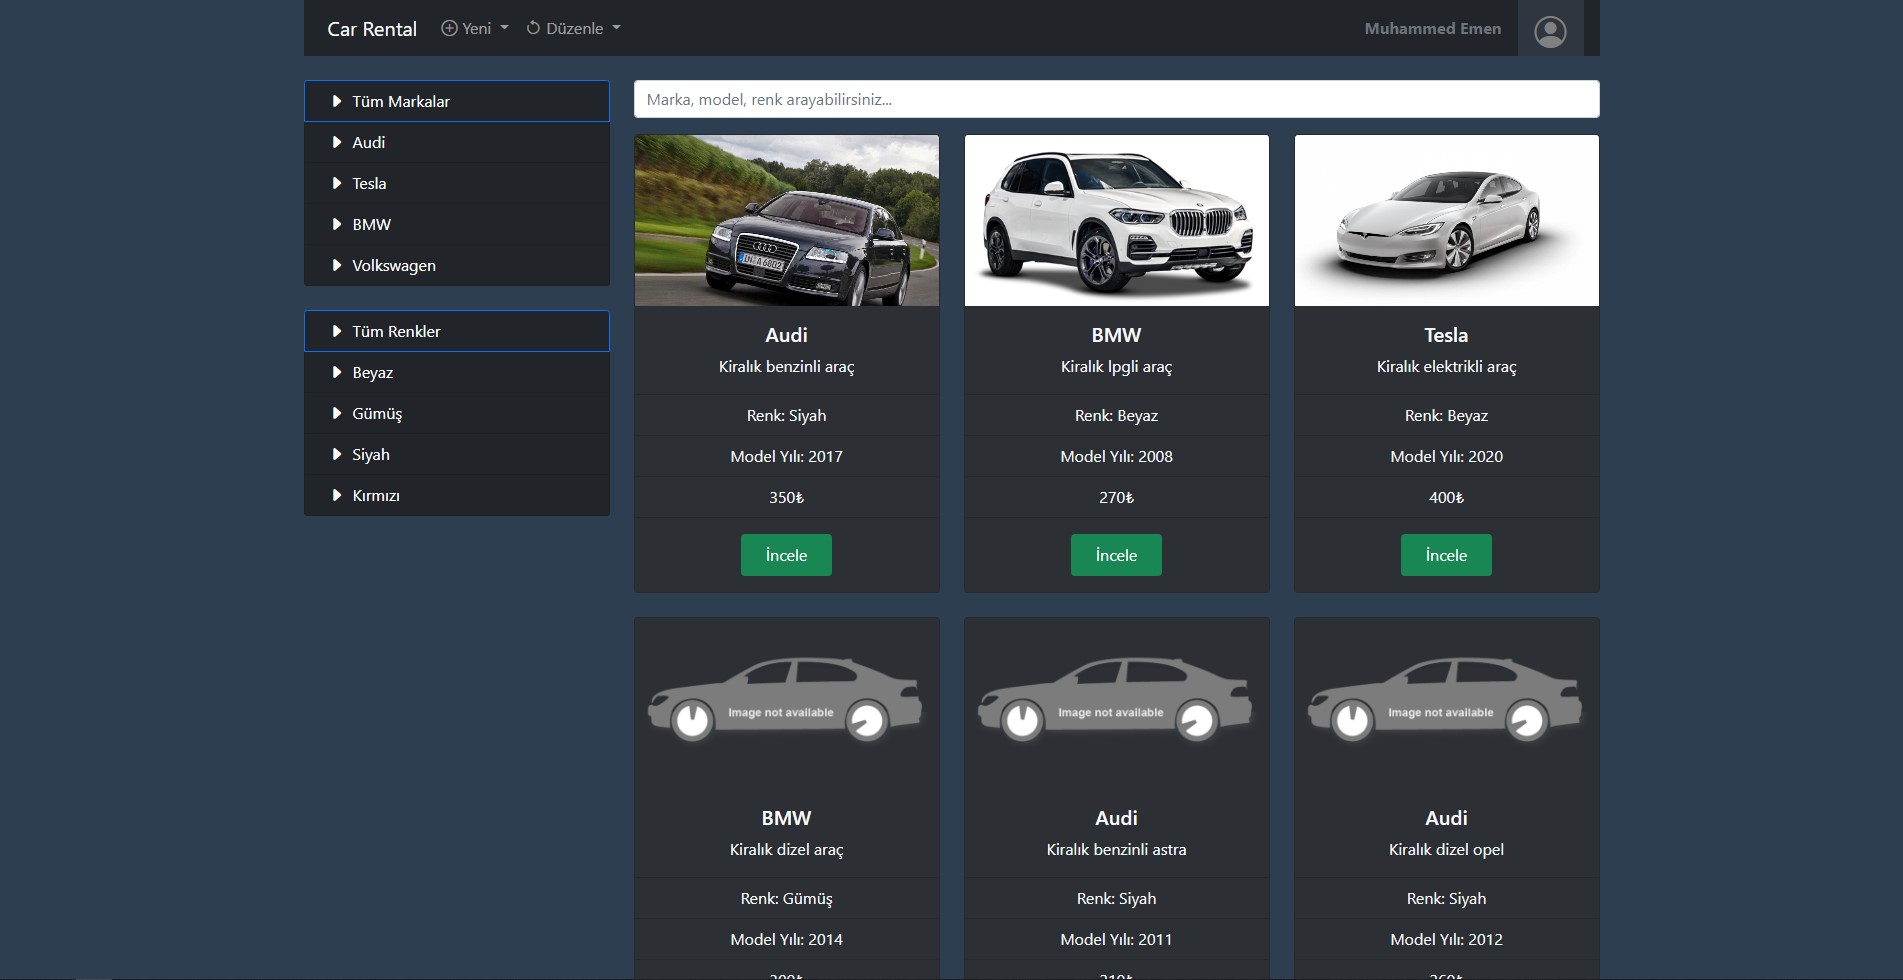 Car Rental Yeni Düzenle Muhammed Emen
Tüm Markalar
Audi
Tesla
BMW
Volkswagen
Tüm Renkler
Beyaz
Gümüş
Siyah
Kırmızı
Marka, model, renk arayabilirsiniz...
IN·A 6802
Audi
Kiralık benzinli araç
Renk: Siyah
Model Yılı: 2017
350₺
İncele
BMW
Kiralık lpgli araç
Renk: Beyaz
Model Yılı: 2008
270₺
İncele
Tesla
Kiralık elektrikli araç
Renk: Beyaz
Model Yılı: 2020
400₺
İncele
Image not available
BMW
Kiralık dizel araç
Renk: Gümüş
Model Yılı: 2014
Image not available
Audi
Kiralık benzinli astra
Renk: Siyah
Model Yılı: 2011
Image not available
Audi
Kiralık dizel opel
Renk: Siyah
Model Yılı: 2012